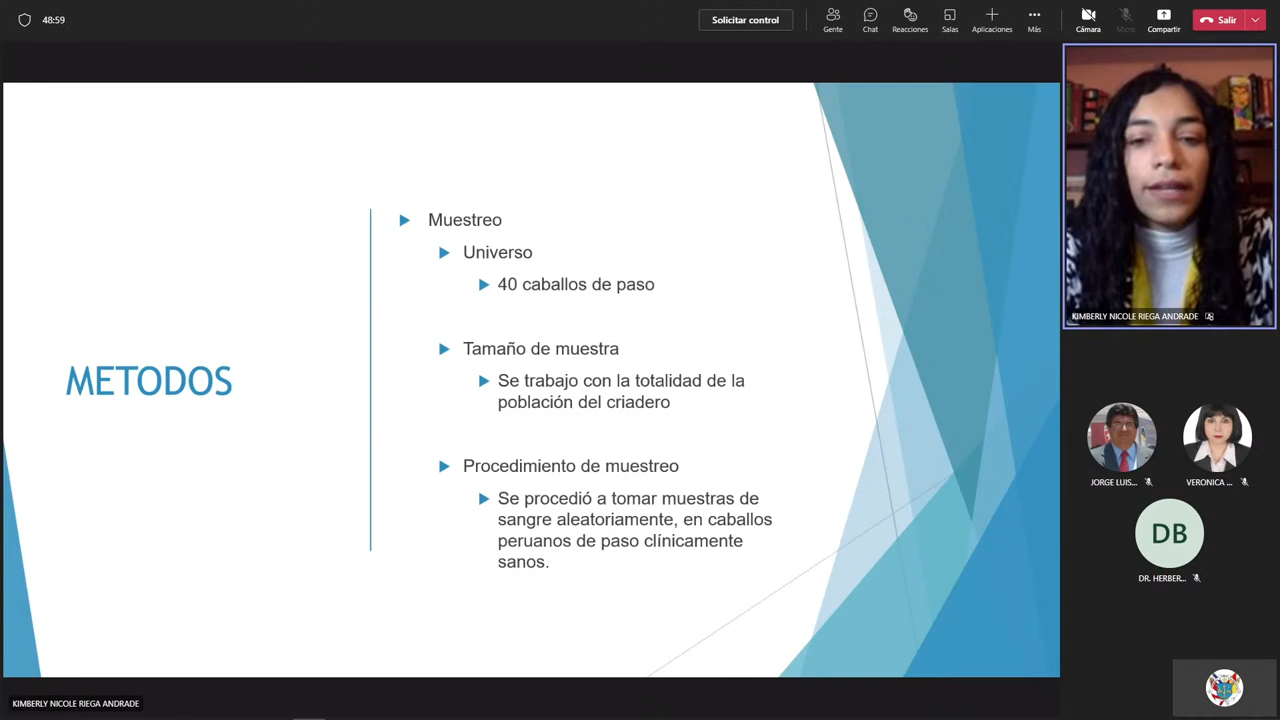 48:59
Solicitar control
Gente
Chat
Reacciones
Salas
Aplicaciones
Más
Cámara
Micro
Compartir
Salir
METODOS
Muestreo
Universo
40 caballos de paso
Tamaño de muestra
Se trabajo con la totalidad de la
población del criadero
Procedimiento de muestreo
Se procedió a tomar muestras de
sangre aleatoriamente, en caballos
peruanos de paso clínicamente
sanos.
KIMBERLY NICOLE RIEGA ANDRADE
JORGE LUIS...
VERONICA ...
DB
DR. HERBER...
KIMBERLY NICOLE RIEGA ANDRADE